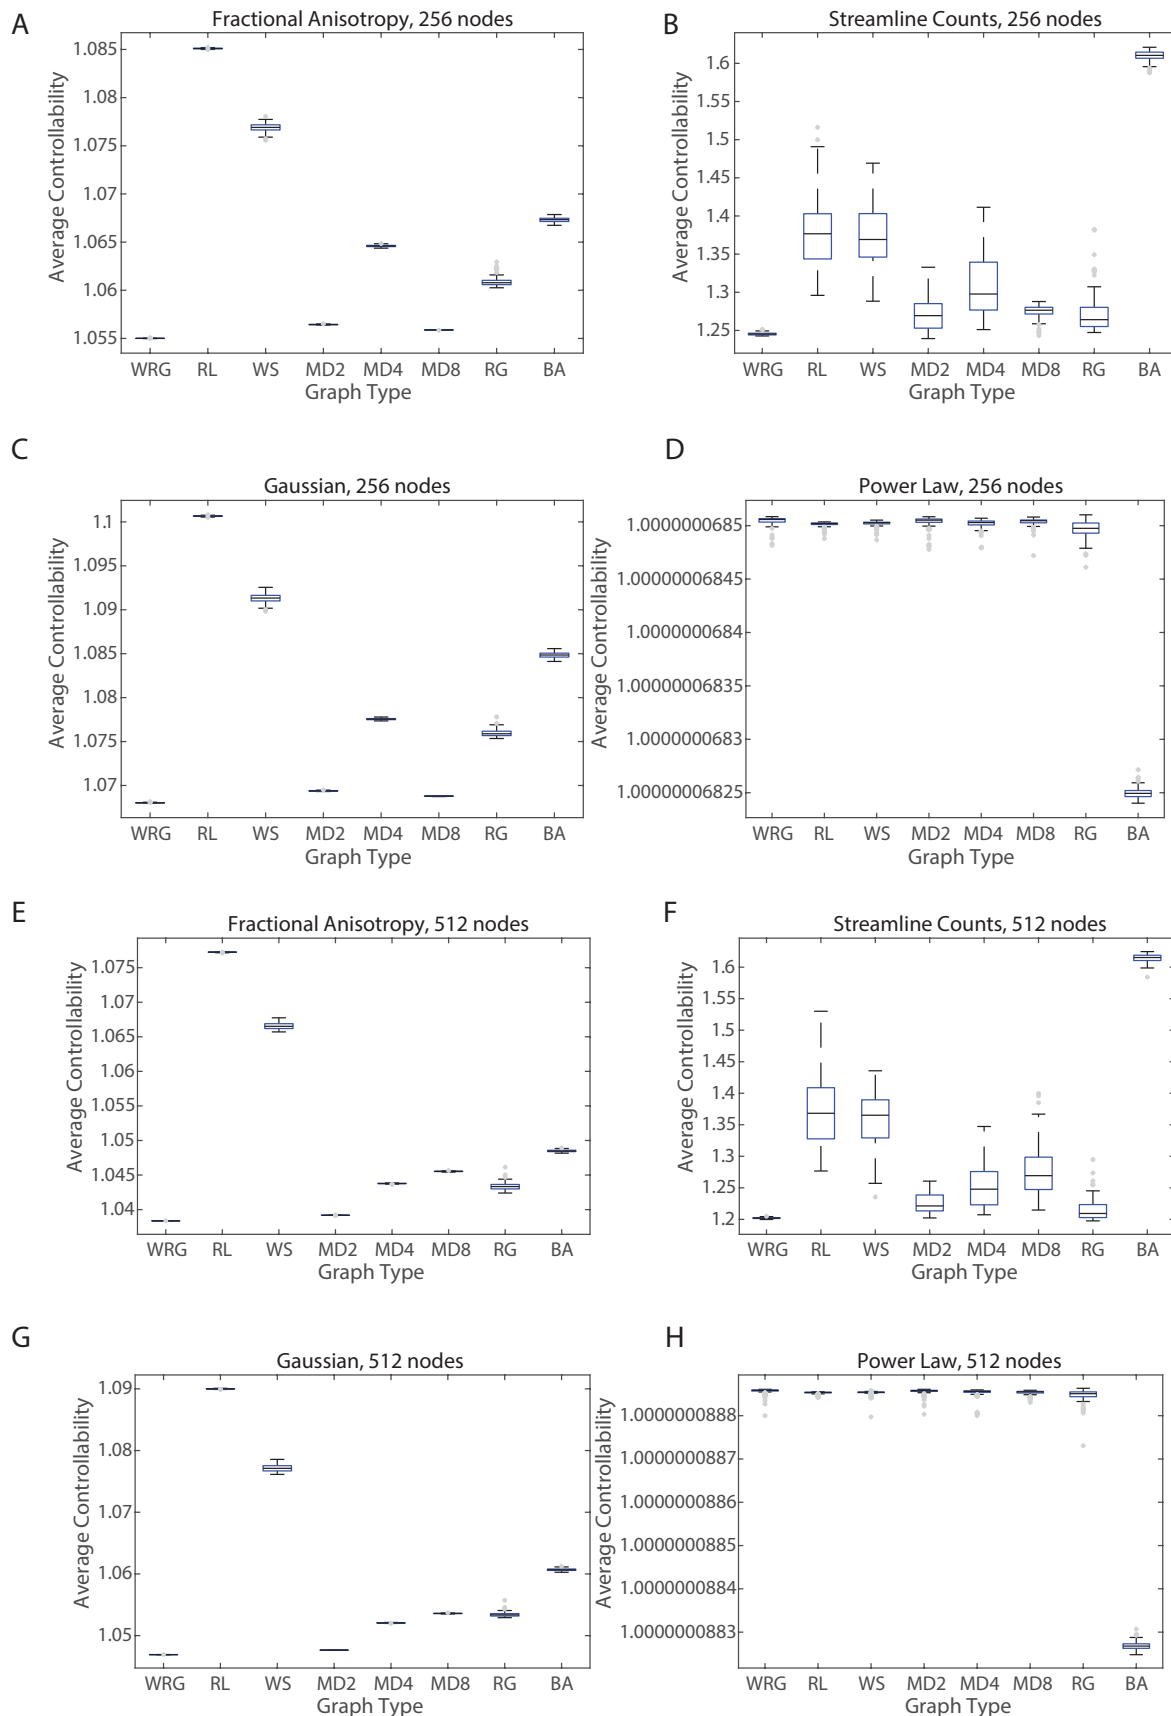 A
Fractional Anisotropy, 256 nodes
Average Controllability
1.085
1.08
1.075
1.07
1.065
1.06
1.055
WRG RL WS MD2 MD4 MD8 RG BA
Graph Type
B
Streamline Counts, 256 nodes
Average Controllability
1.6
1.55
1.5
1.45
1.4
1.35
1.3
1.25
WRG RL WS MD2 MD4 MD8 RG BA
Graph Type
C
Gaussian, 256 nodes
Average Controllability
1.1
1.095
1.09
1.085
1.08
1.075
1.07
WRG RL WS MD2 MD4 MD8 RG BA
Graph Type
D
Power Law, 256 nodes
Average Controllability
1.0000000685
1.00000006845
1.0000000684
1.00000006835
1.0000000683
1.00000006825
WRG RL WS MD2 MD4 MD8 RG BA
Graph Type
E
Fractional Anisotropy, 512 nodes
Average Controllability
1.075
1.07
1.065
1.06
1.055
1.05
1.045
1.04
WRG RL WS MD2 MD4 MD8 RG BA
Graph Type
F
Streamline Counts, 512 nodes
Average Controllability
1.6
1.55
1.5
1.45
1.4
1.35
1.3
1.25
1.2
WRG RL WS MD2 MD4 MD8 RG BA
Graph Type
G
Gaussian, 512 nodes
Average Controllability
1.09
1.08
1.07
1.06
1.05
WRG RL WS MD2 MD4 MD8 RG BA
Graph Type
H
Power Law, 512 nodes
Average Controllability
1.0000000888
1.0000000887
1.0000000886
1.0000000885
1.0000000884
1.0000000883
WRG RL WS MD2 MD4 MD8 RG BA
Graph Type